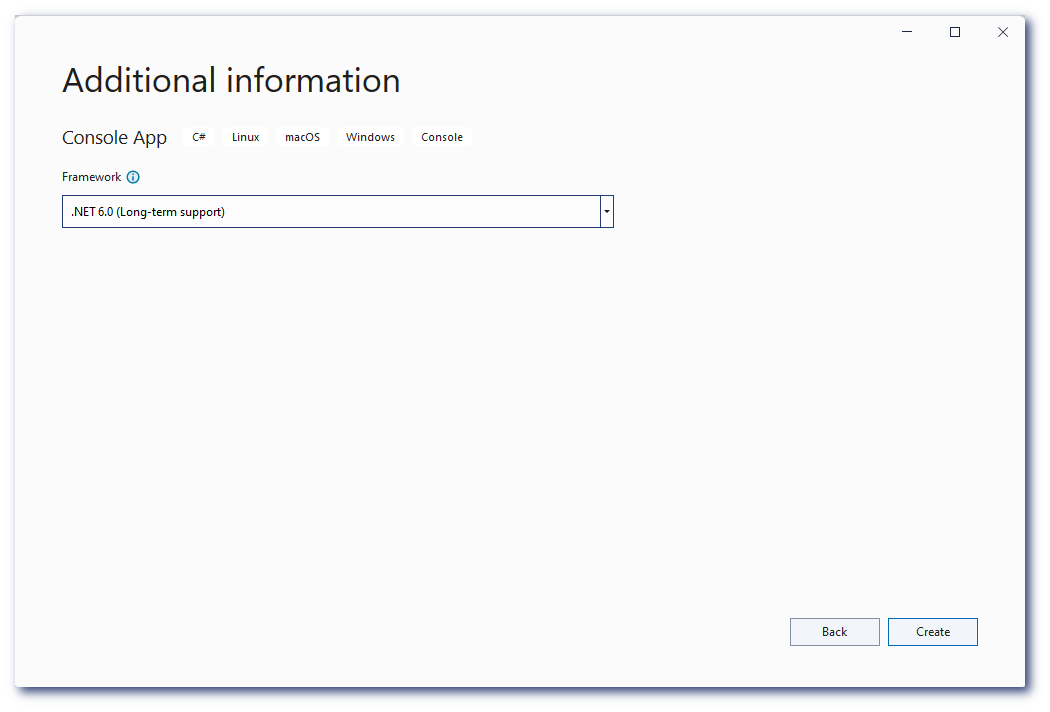 Additional information
Console App C# Linux macOS Windows Console
Framework
.NET 6.0 (Long-term support)
Back Create